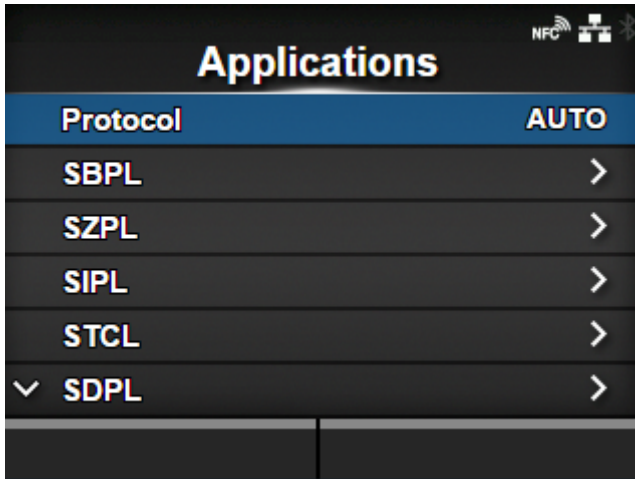 NFC
Applications
Protocol AUTO
SBPL
SZPL
SIPL
STCL
SDPL